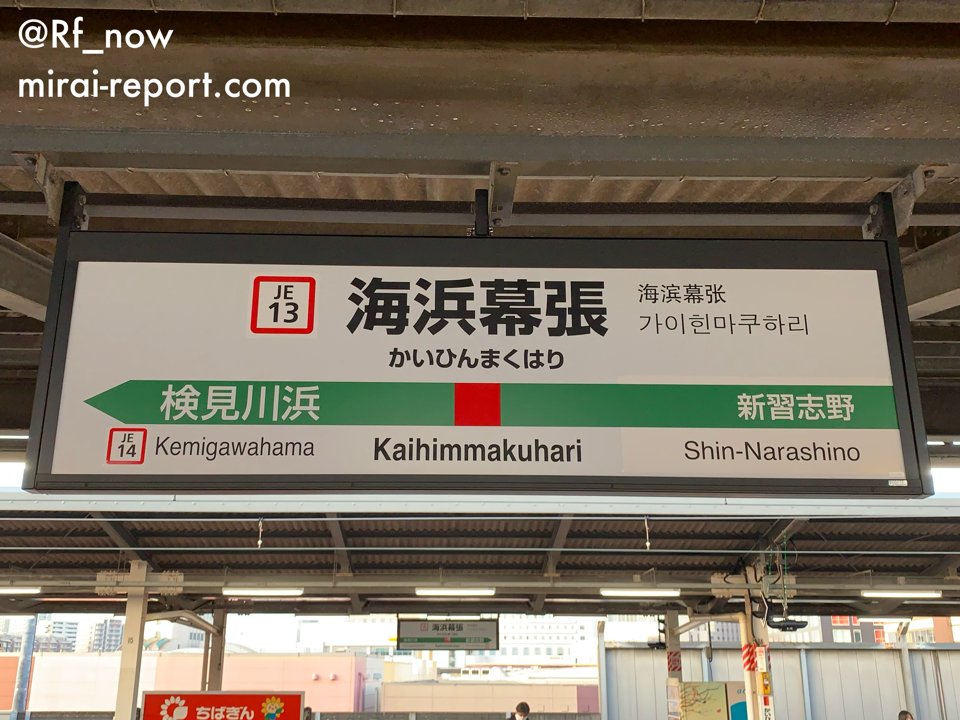 @Rf_now
mirai-report.com
JE
13
海浜幕張
海滨幕张
가이힌마쿠하리
かいひんまくはり
検見川浜
新習志野
JE
14
Kemigawahama
Kaihimmakuhari
Shin-Narashino
海浜幕張
ちばぎん